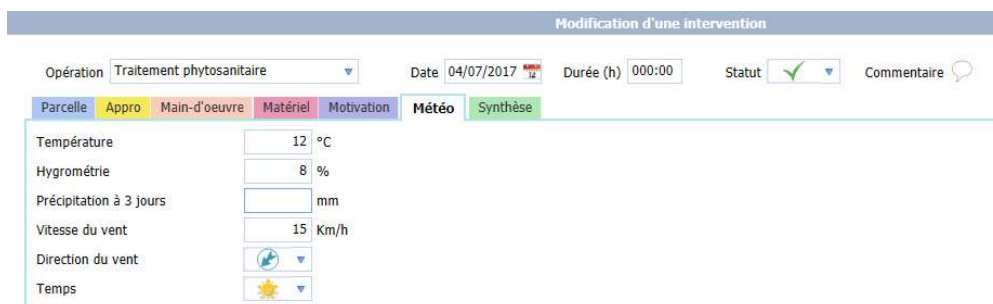 Modification d'une intervention
Opération Traitement phytosanitaire Date 04/07/2017 12 Durée (h) 000:00 Statut Commentaire
Parcelle Appro Main-d'oeuvre Matériel Motivation Météo Synthèse
Température 12 °C
Hygrométrie 8 %
Précipitation à 3 jours mm
Vitesse du vent 15 Km/h
Direction du vent
Temps